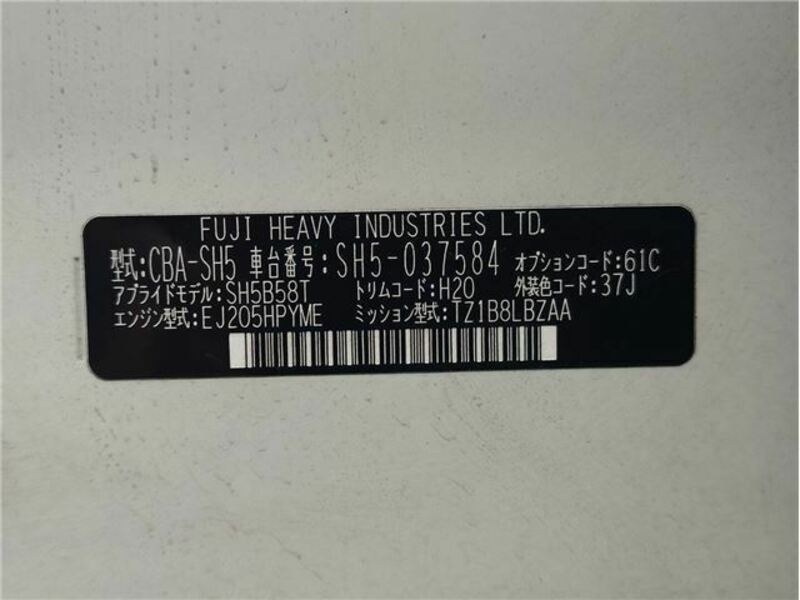 FUJI HEAVY INDUSTRIES LTD.
型式:CBA-SH5 車台番号:SH5-037584 オプションコード:61C
アプライドモデル:SH5B58T トリムコード:H20 外装色コード:37J
エンジン型式:EJ205HPYME ミッション型式:TZ1B8LBZAA